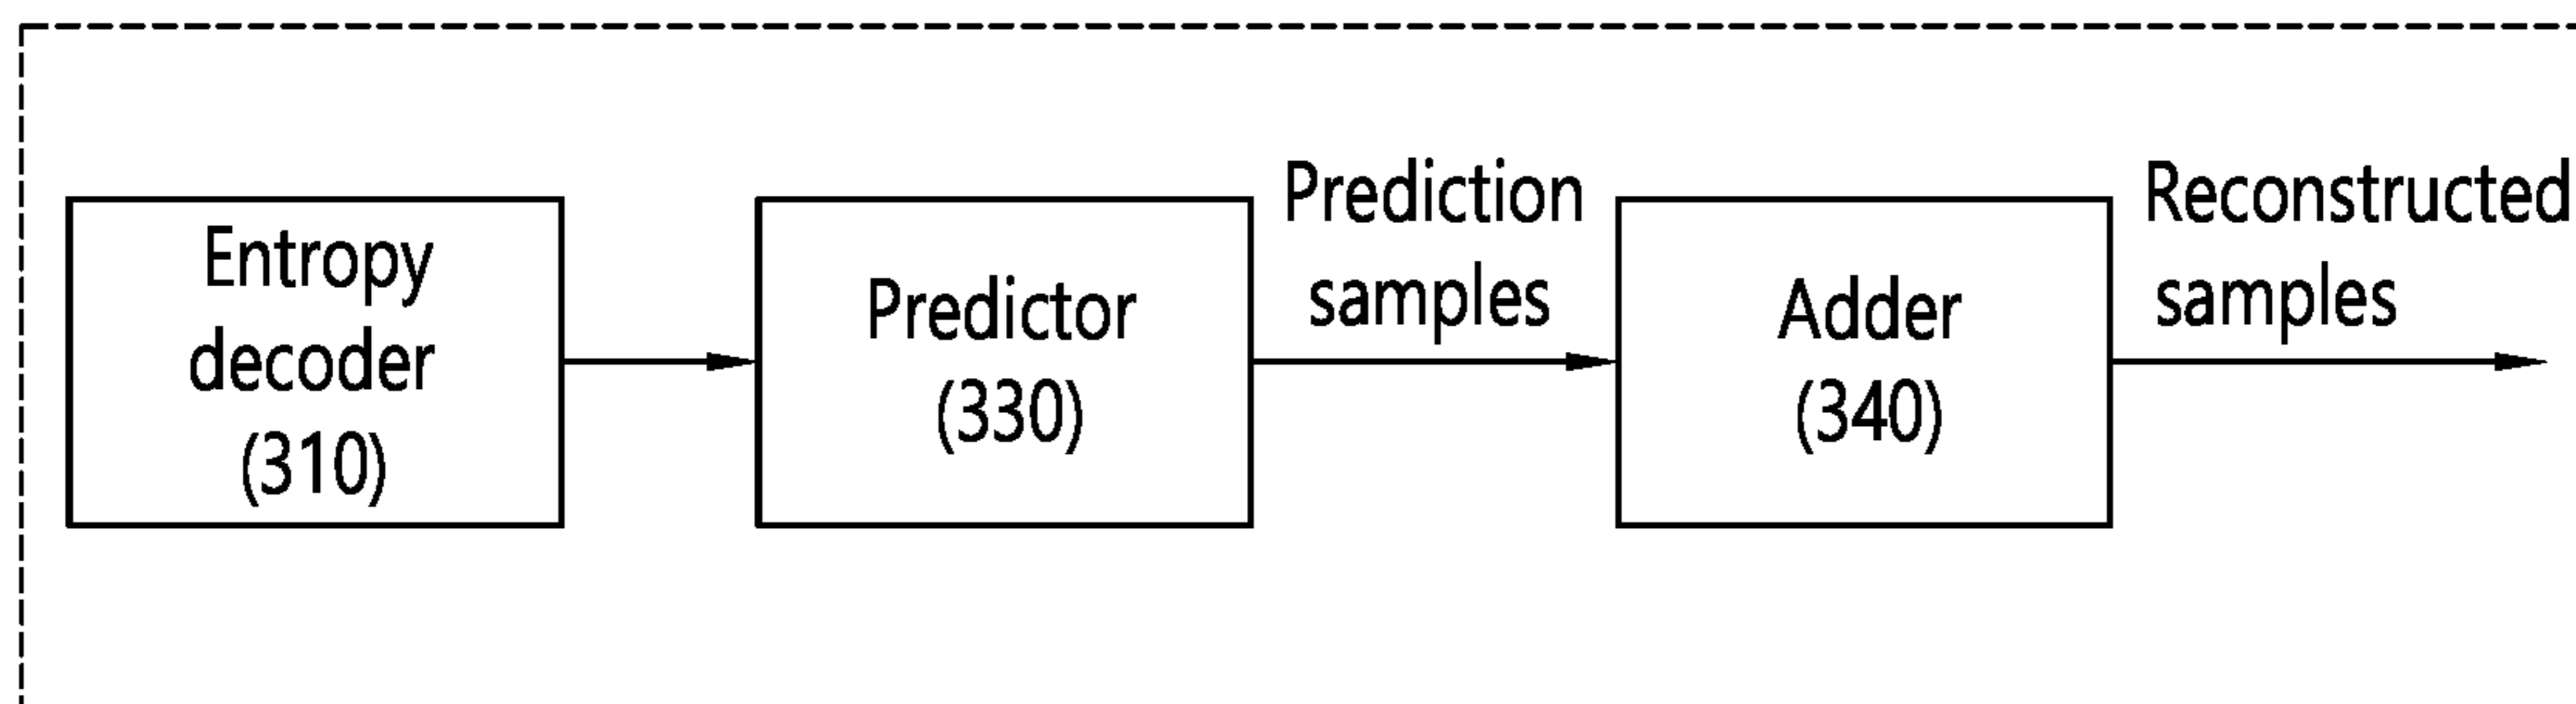 Entropy
decoder
(310)
Predictor
(330)
Prediction
samples
Adder
(340)
Reconstructed
samples